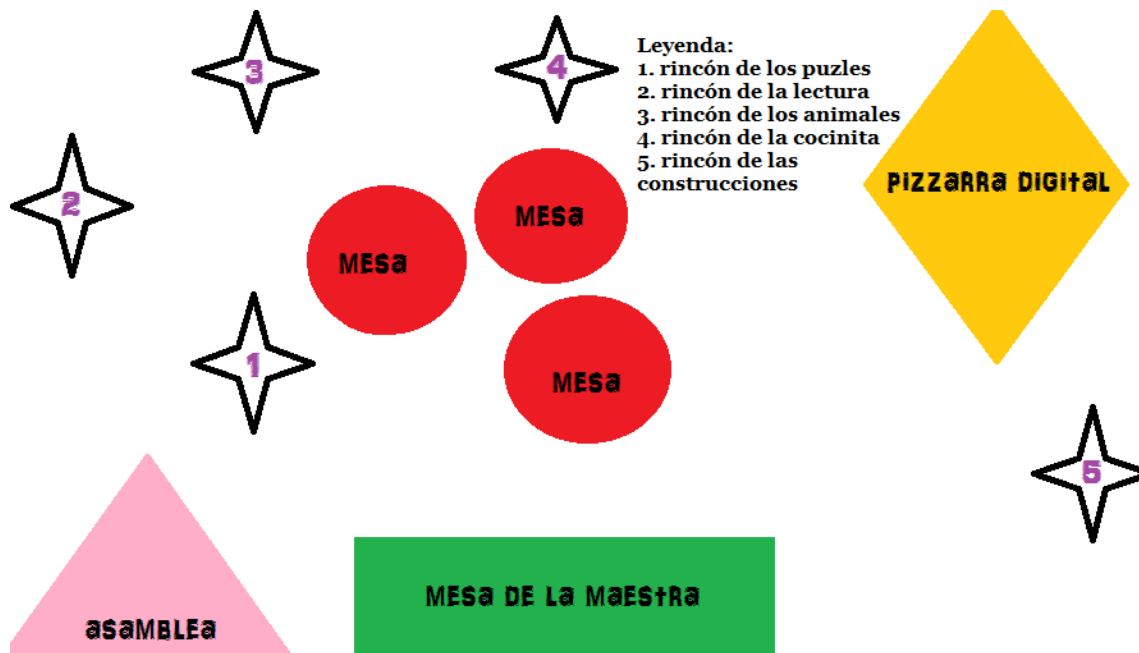 3
4
Leyenda:
1. rincón de los puzles
2. rincón de la lectura
3. rincón de los animales
4. rincón de la cocinita
5. rincón de las
construcciones
PIZZARRA DIGITAL
2
MESA
MESA
1
MESA
5
ASAMBLEA
MESA DE LA MAESTRA